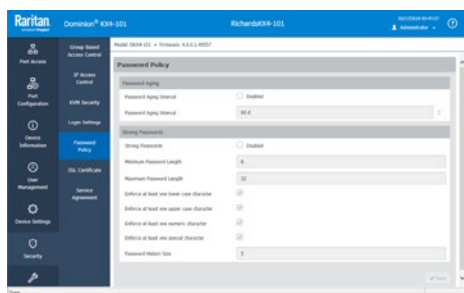 Raritan.
Dominion® KX4-101
RichardsKX4-101
Administrator
Port Access
Port Configuration
Device Information
User Management
Device Settings
Security
Group Based Access Control
IP Access Control
KVM Security
Login Settings
Password Policy
SSL Certificate
Service Agreement
Model: DKX4-101
Password Policy
Password Aging
Password Aging Interval
Enabled
Password Aging Interval
60 d
Strong Passwords
Strong Passwords
Enabled
Minimum Password Length
8
Maximum Password Length
32
Enforce at least one lower case character
Enforce at least one upper case character
Enforce at least one numeric character
Enforce at least one special character
Password History Size
5
Save